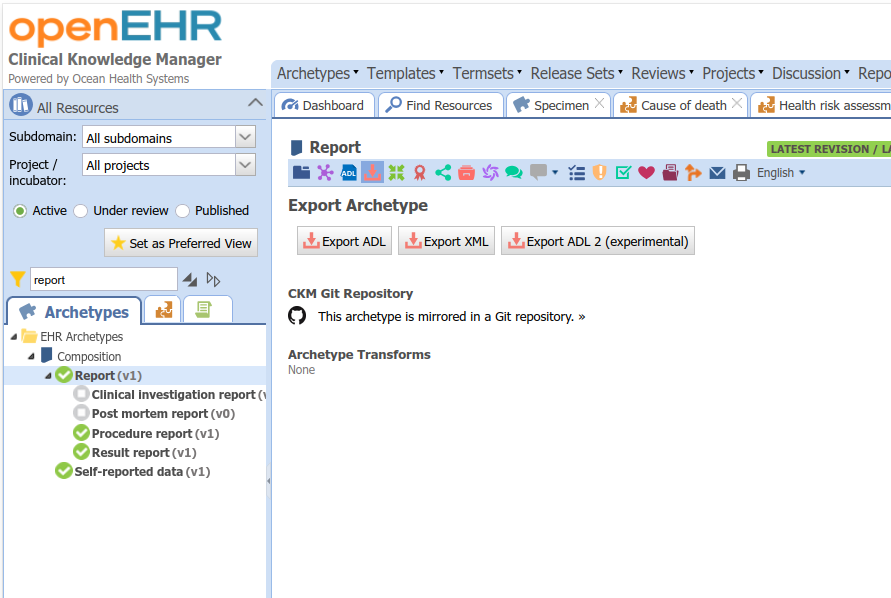 openEHR
Clinical Knowledge Manager
Powered by Ocean Health Systems
Archetypes Templates Termsets Release Sets Reviews Projects Discussion Repo
All Resources
Dashboard Find Resources Specimen Cause of death Health risk assessm
Subdomain: All subdomains
Project / incubator: All projects
Active Under review Published
Set as Preferred View
report
Archetypes
EHR Archetypes
Composition
Report (v1)
Clinical investigation report (v
Post mortem report (v0)
Procedure report (v1)
Result report (v1)
Self-reported data (v1)
Report
LATEST REVISION / LA
ADL
English
Export Archetype
Export ADL Export XML Export ADL 2 (experimental)
CKM Git Repository
This archetype is mirrored in a Git repository. »
Archetype Transforms
None